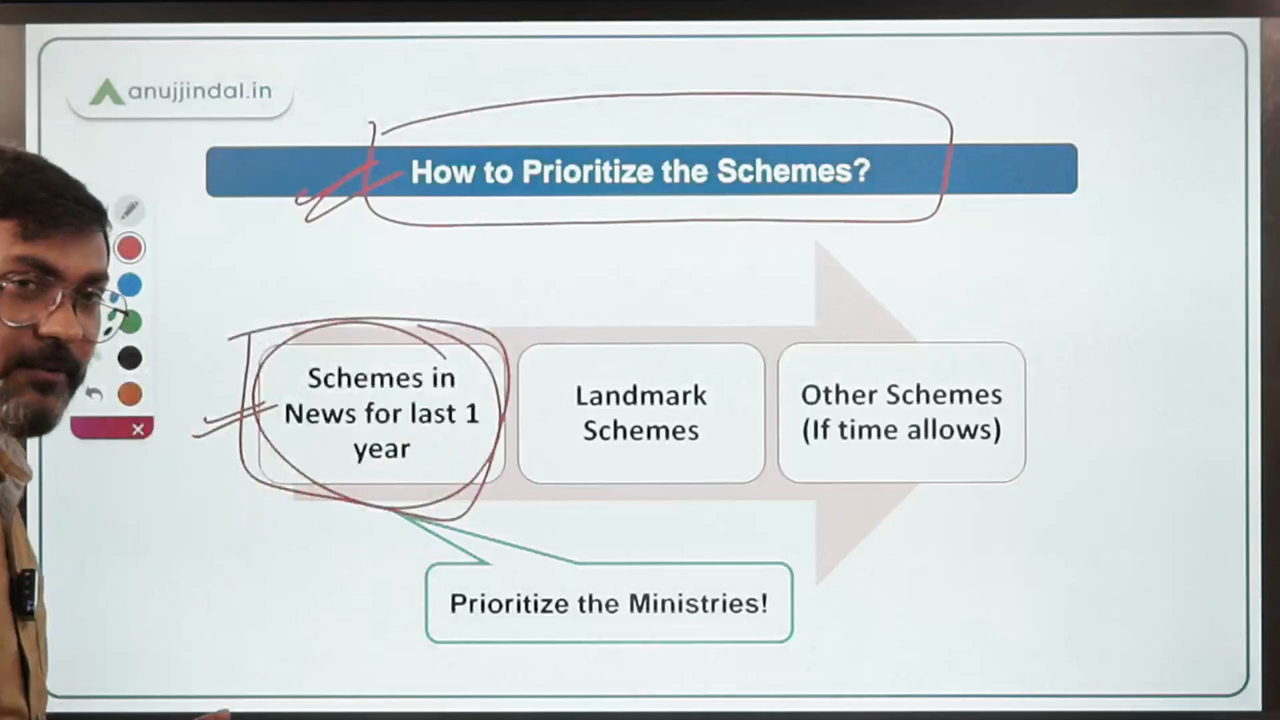 anujjindal.in
How to Prioritize the Schemes?
Schemes in
News for last 1
year
Landmark
Schemes
Other Schemes
(If time allows)
Prioritize the Ministries!